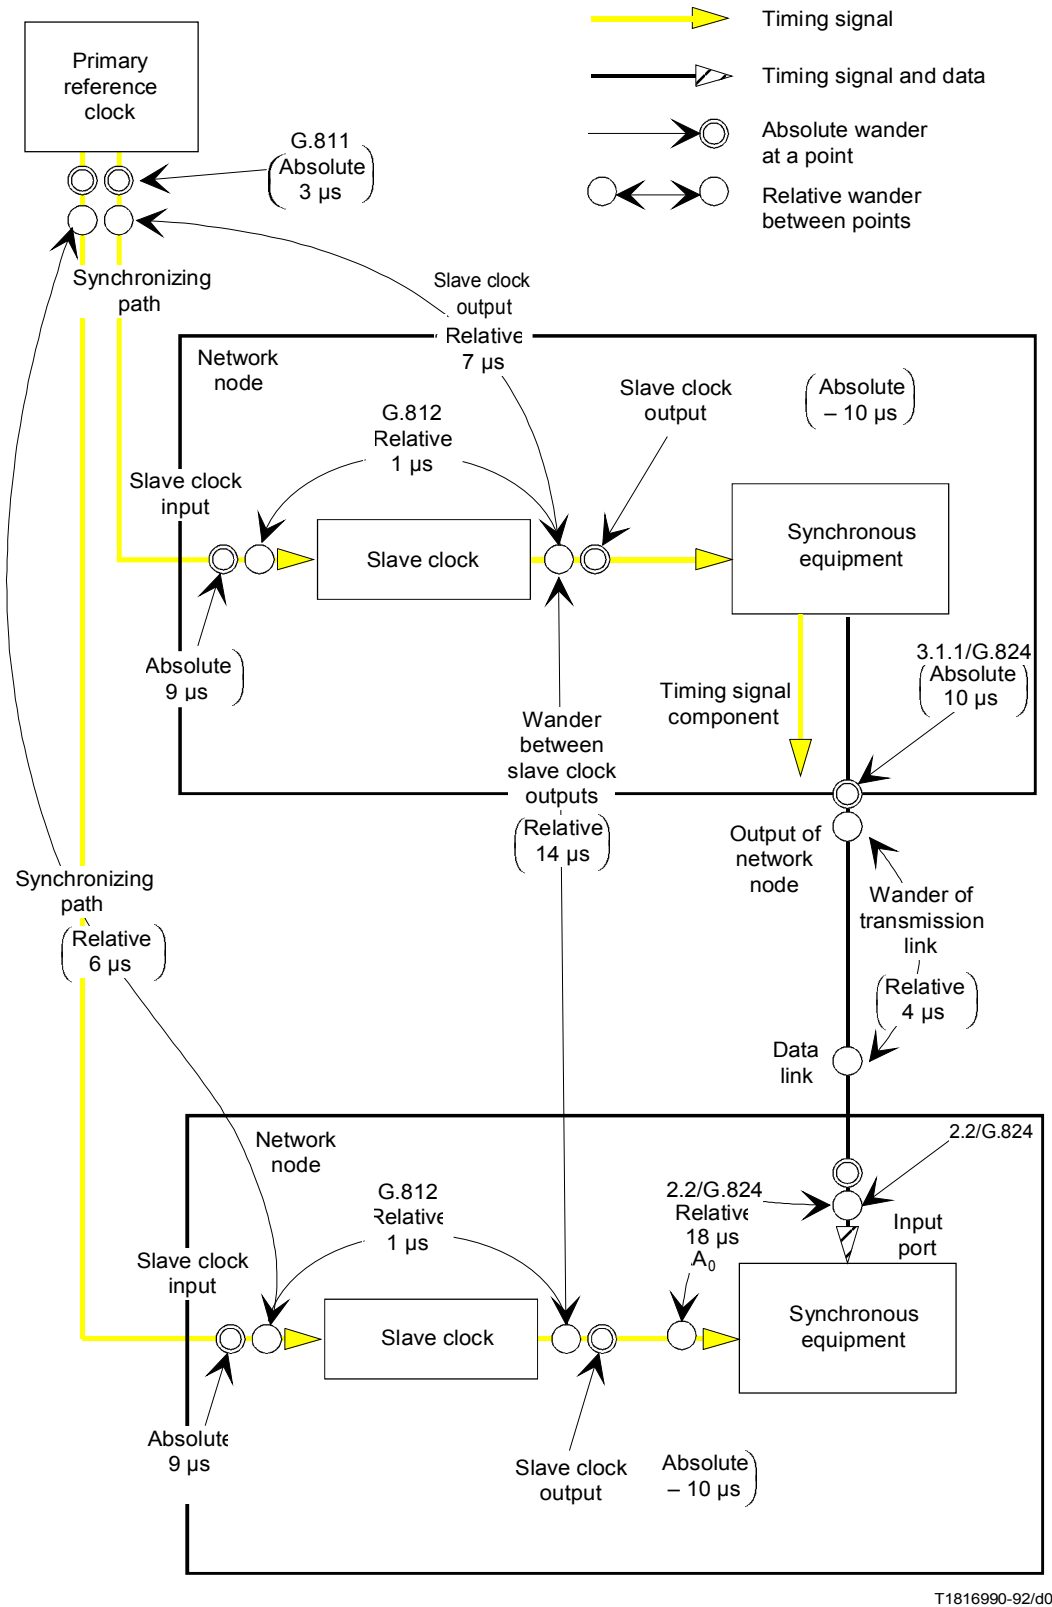 Timing signal
Timing signal and data
Absolute wander
at a point
Relative wander
between points
Primary
reference
clock
G.811
Absolute
3 µs
Synchronizing
path
Slave clock
output
Relative
7 µs
Network
node
G.812
Relative
1 µs
Slave clock
output
Absolute
– 10 µs
Slave clock
input
Slave clock
Synchronous
equipment
Absolute
9 µs
3.1.1/G.824
Absolute
10 µs
Timing signal
component
Wander
between
slave clock
outputs
Relative
14 µs
Output of
network
node
Synchronizing
path
Relative
6 µs
Wander of
transmission
link
Relative
4 µs
Data
link
Network
node
2.2/G.824
G.812
Relative
1 µs
2.2/G.824
Relative
18 µs
A0
Input
port
Slave clock
input
Slave clock
Synchronous
equipment
Absolute
9 µs
Slave clock
output
Absolute
– 10 µs
T1816990-92/d0